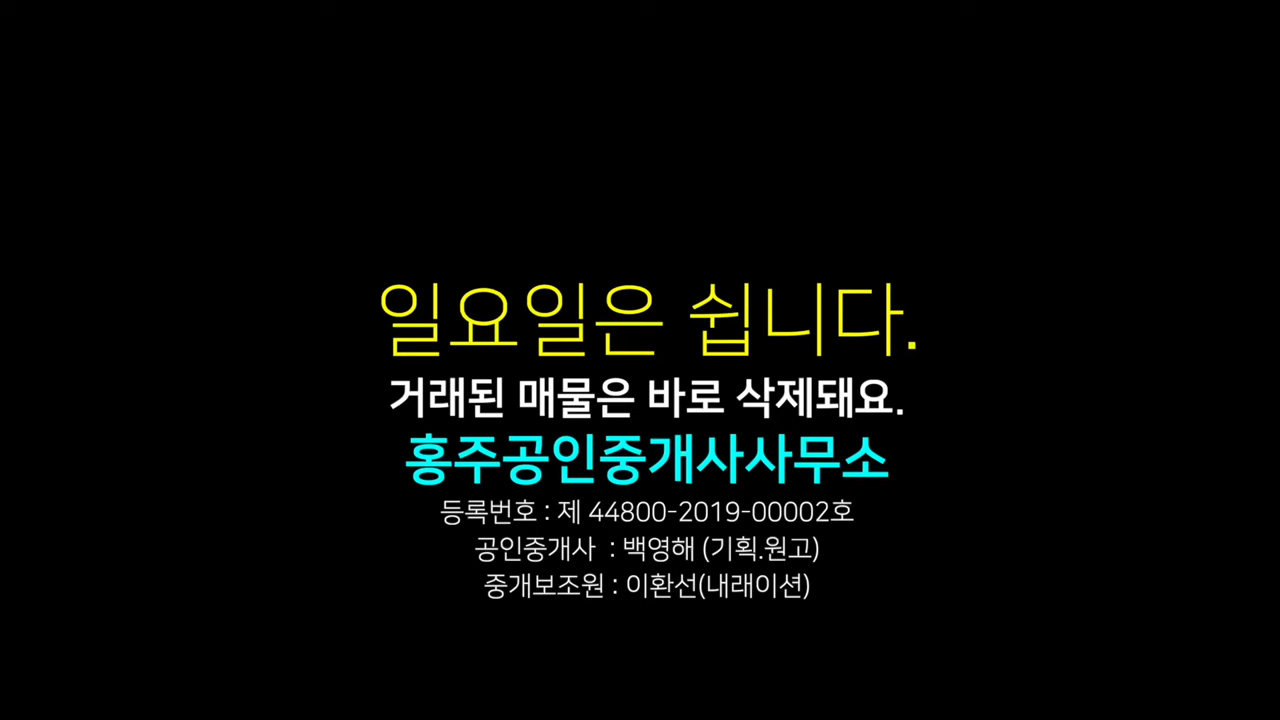 일요일은 쉽니다.
거래된 매물은 바로 삭제돼요.
홍주공인중개사사무소
등록번호 : 제 44800-2019-00002호
공인중개사 : 백영해 (기획.원고)
중개보조원 : 이환선(내래이션)